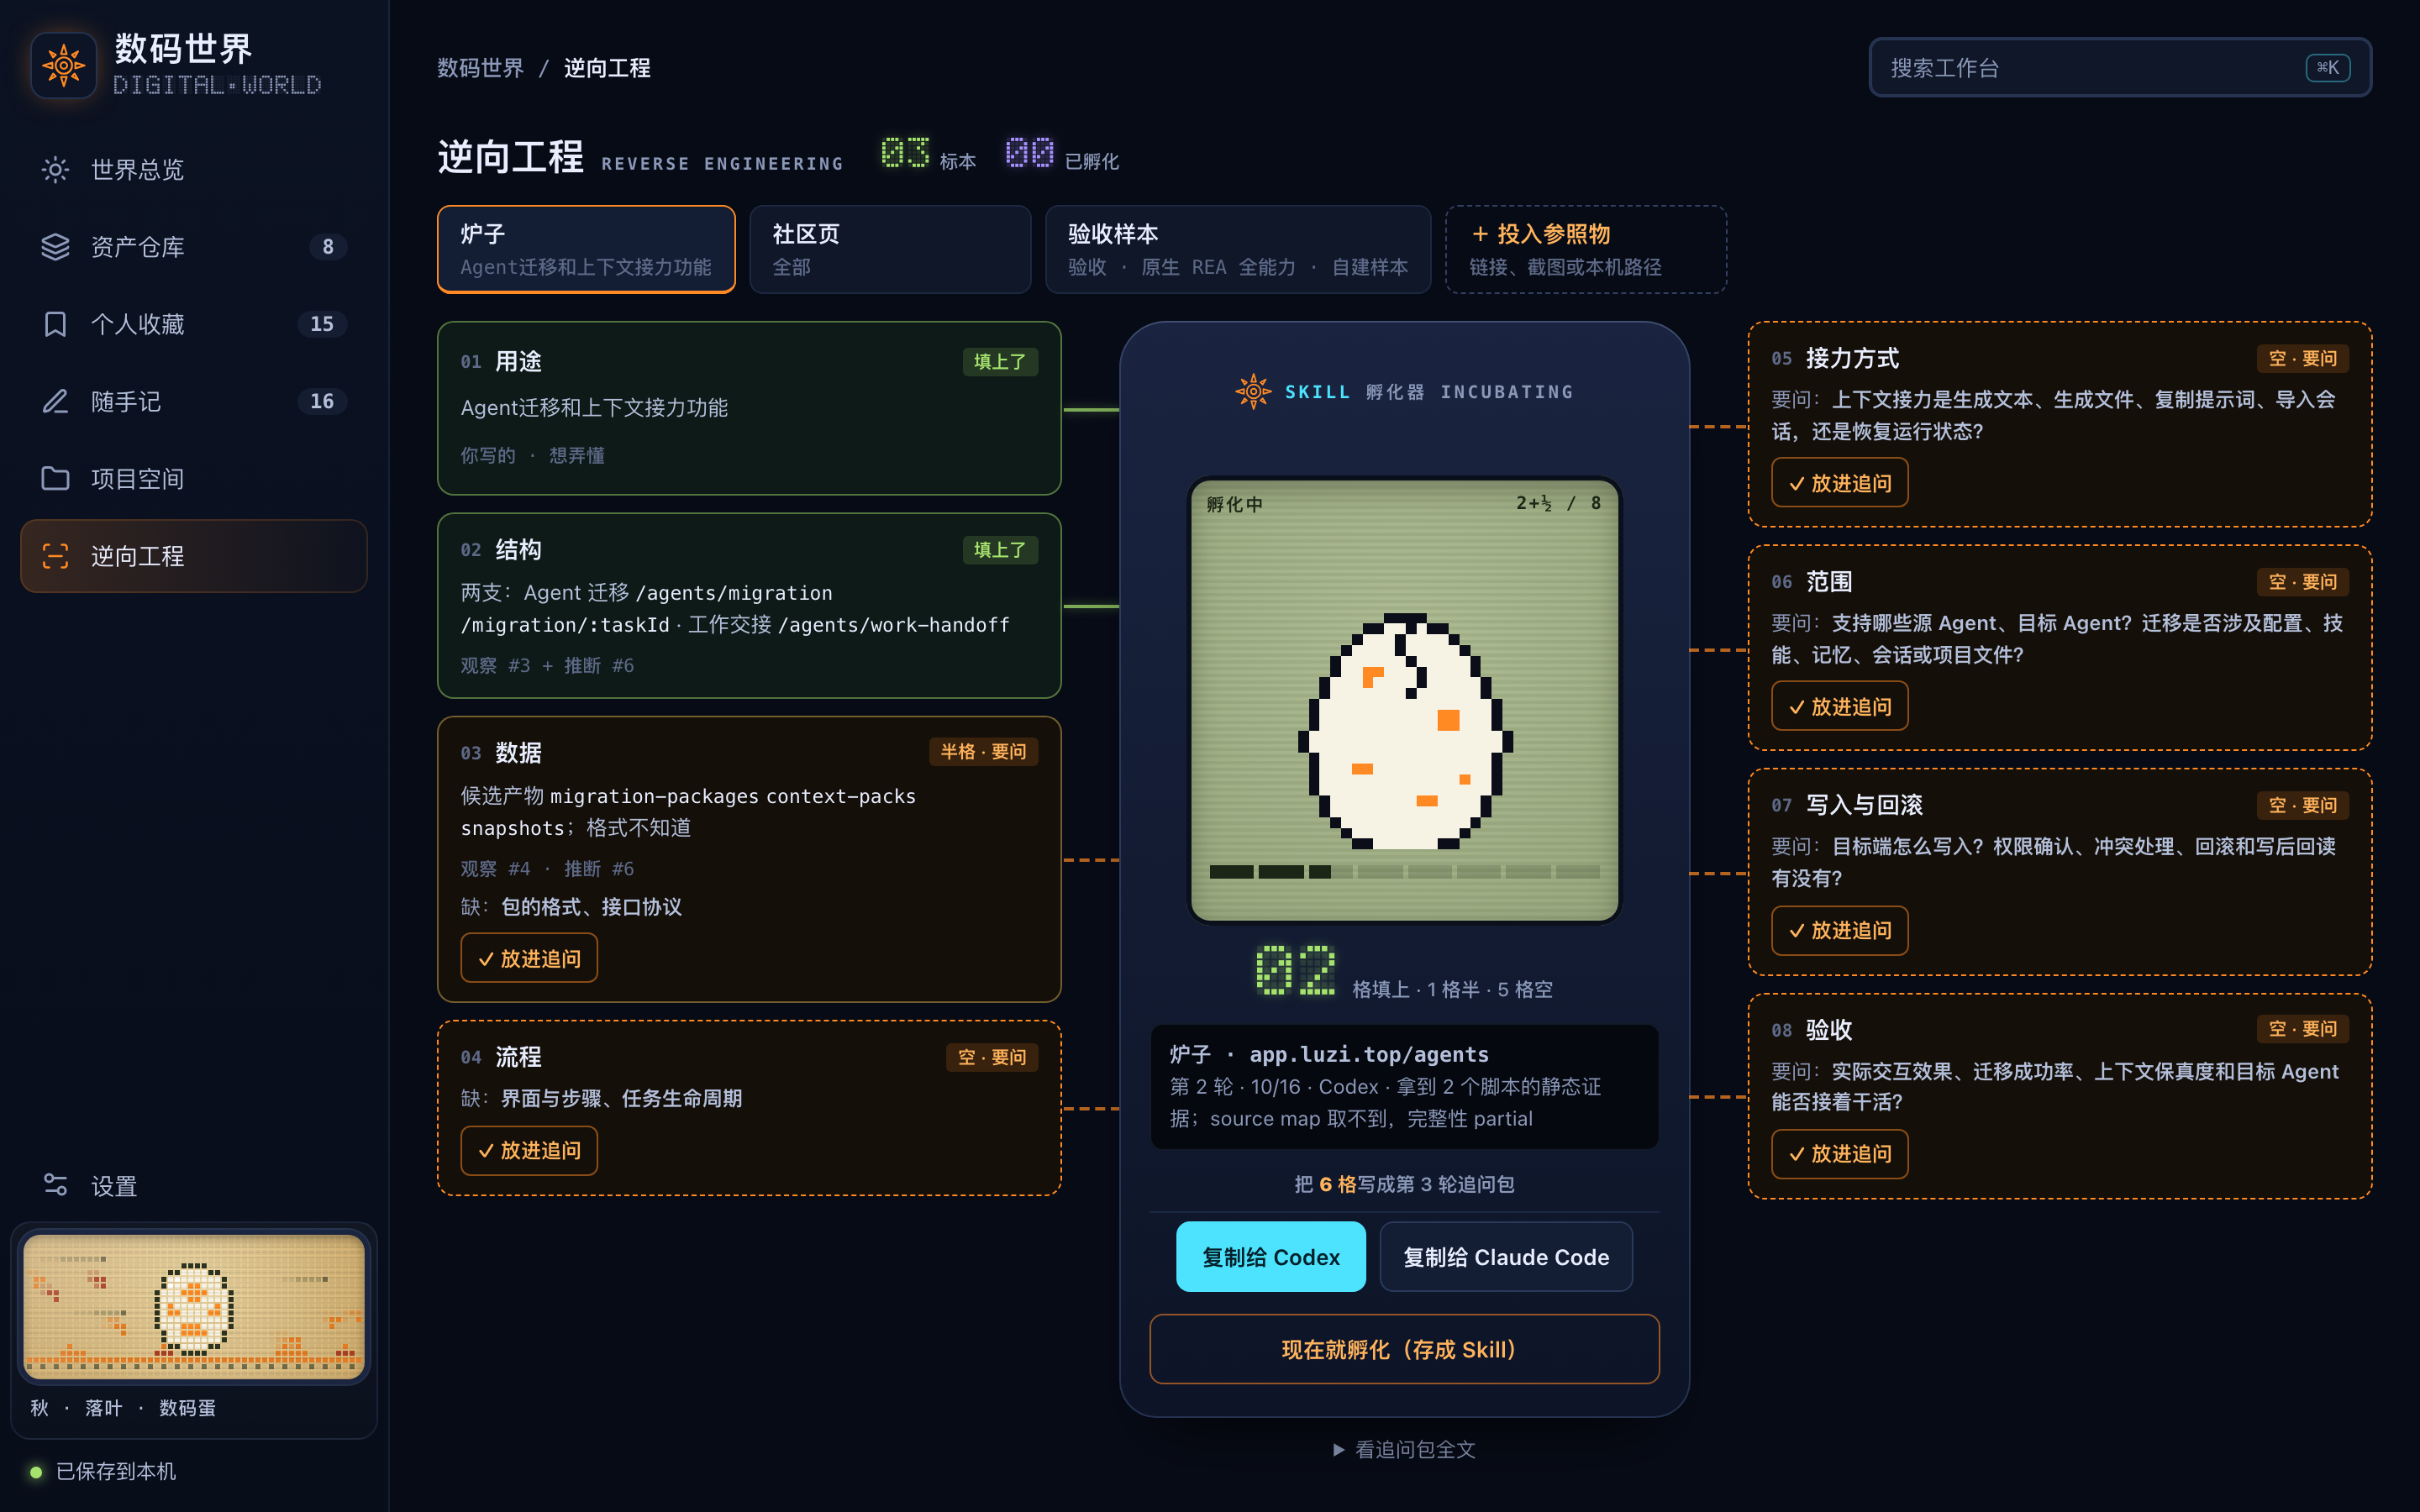 数码世界
DIGITAL·WORLD
世界总览
资产仓库 8
个人收藏 15
随手记 16
项目空间
逆向工程
设置
秋 · 落叶 · 数码蛋
已保存到本机
数码世界 / 逆向工程
搜索工作台 ⌘K
逆向工程 REVERSE ENGINEERING 03 标本 00 已孵化
炉子
Agent迁移和上下文接力功能
社区页
全部
验收样本
验收 · 原生 REA 全能力 · 自建样本
+ 投入参照物
链接、截图或本机路径
01 用途 填上了
Agent迁移和上下文接力功能
你写的 · 想弄懂
02 结构 填上了
两支：Agent 迁移 /agents/migration
/migration/:taskId · 工作交接 /agents/work-handoff
观察 #3 + 推断 #6
03 数据 半格 · 要问
候选产物 migration-packages context-packs
snapshots；格式不知道
观察 #4 · 推断 #6
缺：包的格式、接口协议
✓ 放进追问
04 流程 空 · 要问
缺：界面与步骤、任务生命周期
✓ 放进追问
SKILL 孵化器 INCUBATING
孵化中 2+½ / 8
02 格填上 · 1 格半 · 5 格空
炉子 · app.luzi.top/agents
第 2 轮 · 10/16 · Codex · 拿到 2 个脚本的静态证
据；source map 取不到，完整性 partial
把 6 格写成第 3 轮追问包
复制给 Codex
复制给 Claude Code
现在就孵化（存成 Skill）
▶ 看追问包全文
05 接力方式 空 · 要问
要问：上下文接力是生成文本、生成文件、复制提示词、导入会
话，还是恢复运行状态？
✓ 放进追问
06 范围 空 · 要问
要问：支持哪些源 Agent、目标 Agent？迁移是否涉及配置、技
能、记忆、会话或项目文件？
✓ 放进追问
07 写入与回滚 空 · 要问
要问：目标端怎么写入？权限确认、冲突处理、回滚和写后回读
有没有？
✓ 放进追问
08 验收 空 · 要问
要问：实际交互效果、迁移成功率、上下文保真度和目标 Agent
能否接着干活？
✓ 放进追问